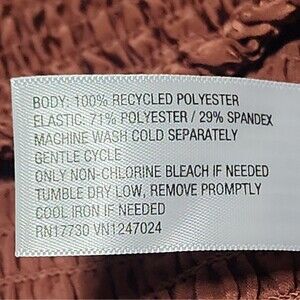 BODY: 100% RECYCLED POLYESTER
ELASTIC: 71% POLYESTER / 29% SPANDEX
MACHINE WASH COLD SEPARATELY
GENTLE CYCLE
ONLY NON-CHLORINE BLEACH IF NEEDED
TUMBLE DRY LOW, REMOVE PROMPTLY
COOL IRON IF NEEDED
RN17730 VN1247024